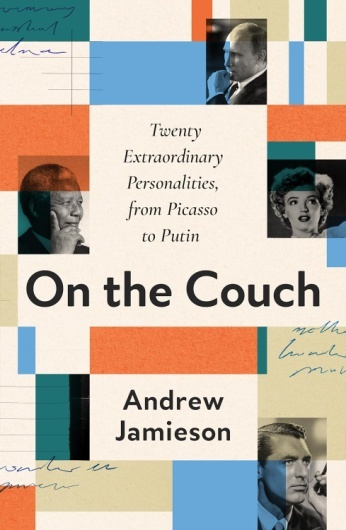 Twenty
Extraordinary
Personalities,
from Picasso
to Putin
On the Couch
Andrew
Jamieson